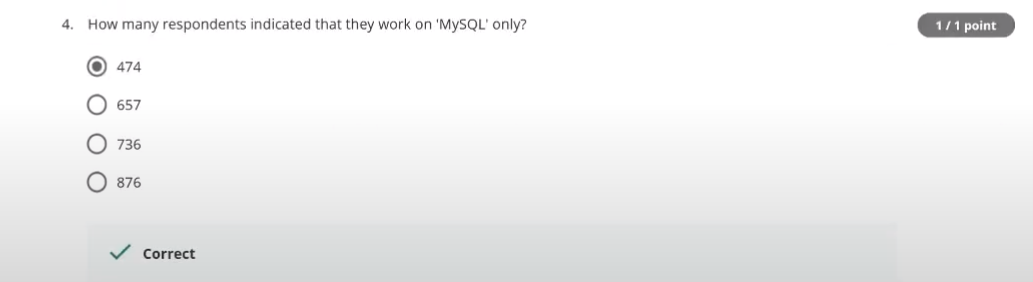 4. How many respondents indicated that they work on 'MySQL' only?
1 / 1 point
474
657
736
876
Correct